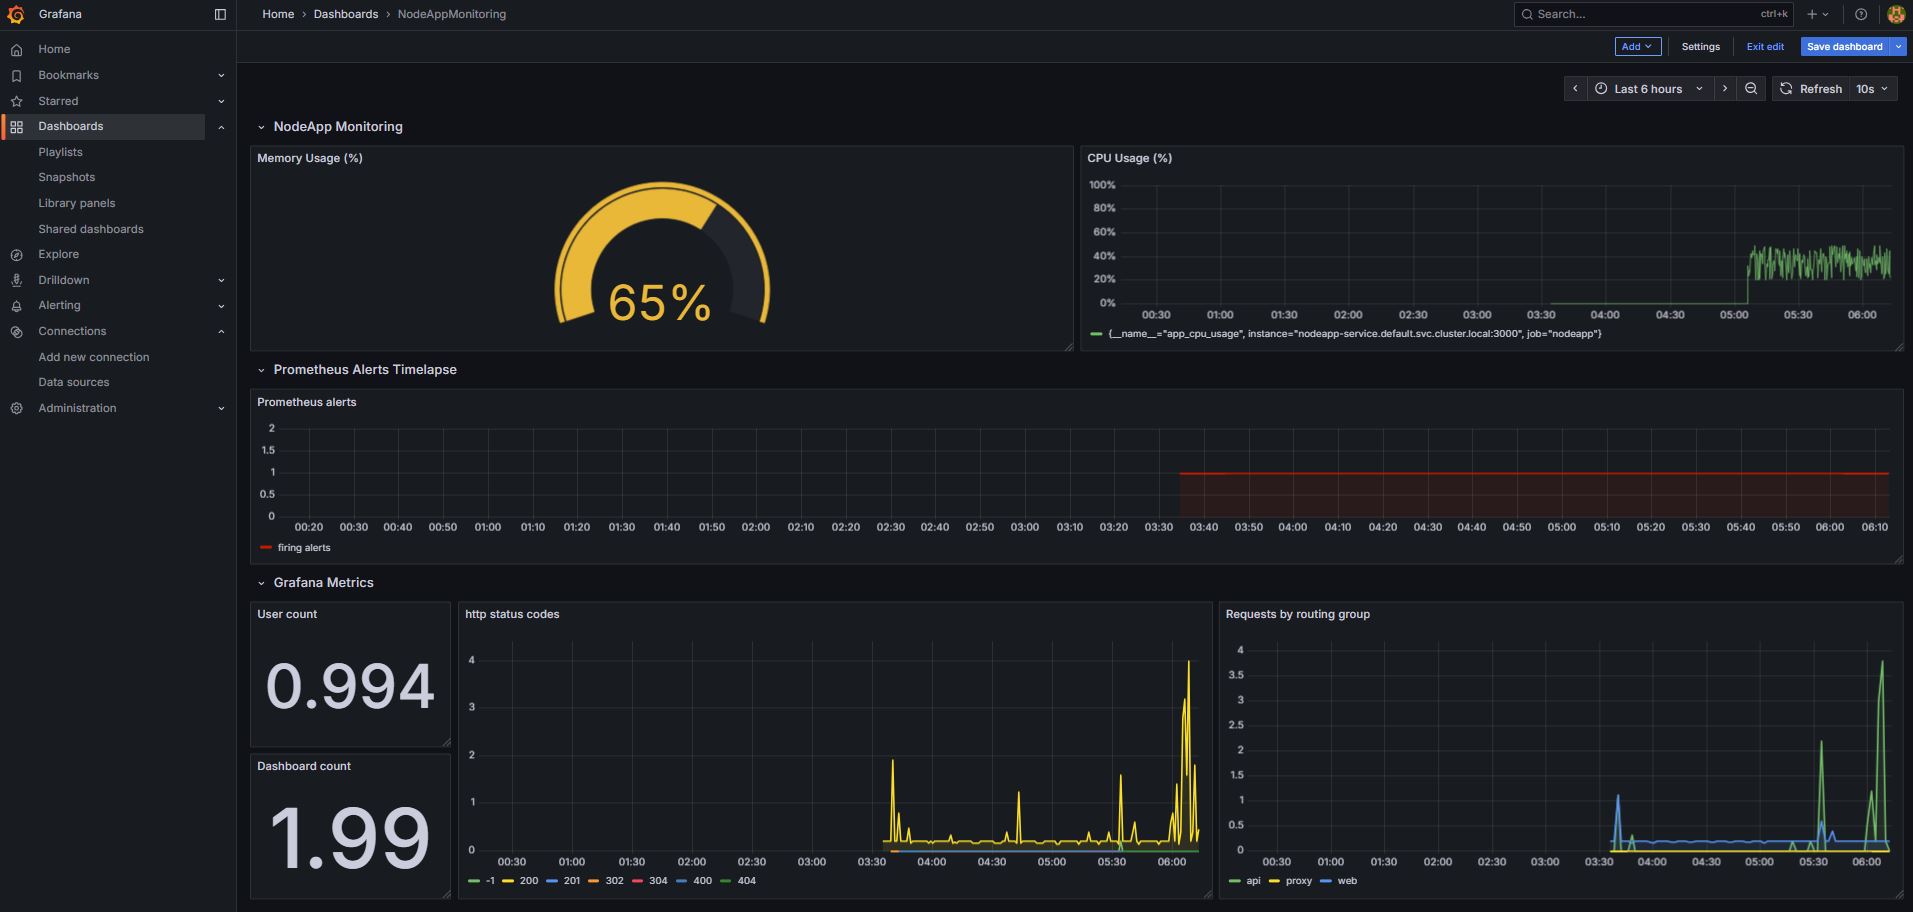 Grafana
Home › Dashboards › NodeAppMonitoring
Search... ctrl+k
Add Settings Exit edit Save dashboard
Home
Bookmarks
Starred
Dashboards
Playlists
Snapshots
Library panels
Shared dashboards
Explore
Drilldown
Alerting
Connections
Add new connection
Data sources
Administration
Last 6 hours Refresh 10s
NodeApp Monitoring
Memory Usage (%)
65%
CPU Usage (%)
100%
80%
60%
40%
20%
0%
00:30 01:00 01:30 02:00 02:30 03:00 03:30 04:00 04:30 05:00 05:30 06:00
{__name__="app_cpu_usage", instance="nodeapp-service.default.svc.cluster.local:3000", job="nodeapp"}
Prometheus Alerts Timelapse
Prometheus alerts
2
1.5
1
0.5
0
00:20 00:30 00:40 00:50 01:00 01:10 01:20 01:30 01:40 01:50 02:00 02:10 02:20 02:30 02:40 02:50 03:00 03:10 03:20 03:30 03:40 03:50 04:00 04:10 04:20 04:30 04:40 04:50 05:00 05:10 05:20 05:30 05:40 05:50 06:00 06:10
firing alerts
Grafana Metrics
User count
0.994
Dashboard count
1.99
http status codes
4
3
2
1
0
00:30 01:00 01:30 02:00 02:30 03:00 03:30 04:00 04:30 05:00 05:30 06:00
-1 200 201 302 304 400 404
Requests by routing group
4
3.5
3
2.5
2
1.5
1
0.5
0
00:30 01:00 01:30 02:00 02:30 03:00 03:30 04:00 04:30 05:00 05:30 06:00
api proxy web